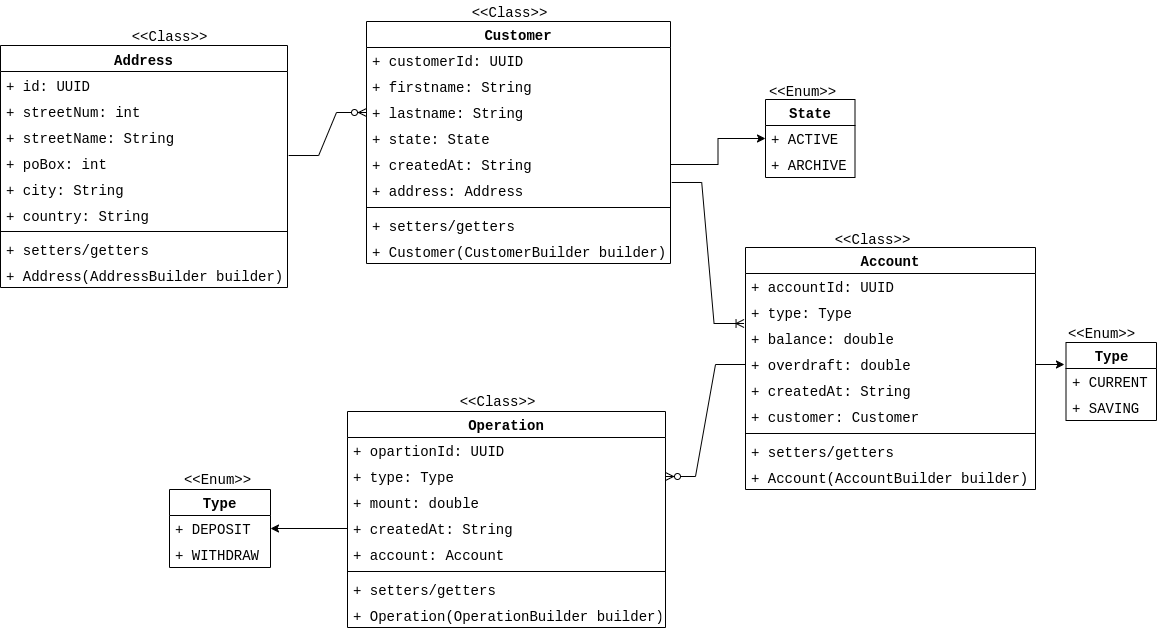 <<Class>>
Address
+ id: UUID
+ streetNum: int
+ streetName: String
+ poBox: int
+ city: String
+ country: String
+ setters/getters
+ Address(AddressBuilder builder)
<<Class>>
Customer
+ customerId: UUID
+ firstname: String
+ lastname: String
+ state: State
+ createdAt: String
+ address: Address
+ setters/getters
+ Customer(CustomerBuilder builder)
<<Enum>>
State
+ ACTIVE
+ ARCHIVE
<<Class>>
Account
+ accountId: UUID
+ type: Type
+ balance: double
+ overdraft: double
+ createdAt: String
+ customer: Customer
+ setters/getters
+ Account(AccountBuilder builder)
<<Enum>>
Type
+ CURRENT
+ SAVING
<<Class>>
Operation
+ opartionId: UUID
+ type: Type
+ mount: double
+ createdAt: String
+ account: Account
+ setters/getters
+ Operation(OperationBuilder builder)
<<Enum>>
Type
+ DEPOSIT
+ WITHDRAW